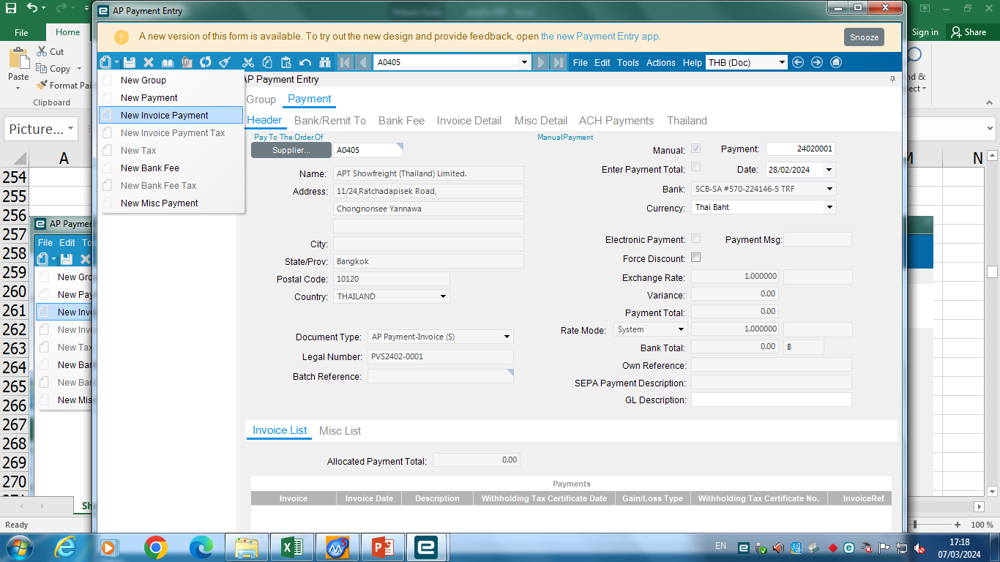 AP Payment Entry
File
Home
Sign in
Share
A new version of this form is available. To try out the new design and provide feedback, open the new Payment Entry app.
Snooze
Cut
Copy
Format Pai
Paste
Clipboard
A0405
File Edit Tools Actions Help THB (Doc)
New Group
New Payment
New Invoice Payment
New Invoice Payment Tax
New Tax
New Bank Fee
New Bank Fee Tax
New Misc Payment
AP Payment Entry
Group Payment
Header Bank/Remit To Bank Fee Invoice Detail Misc Detail ACH Payments Thailand
Pay To The Order Of
Supplier... A0405
Name: APT Showfreight (Thailand) Limited.
Address: 11/24,Ratchadapisek Road,
Chongnonsee Yannawa
City:
State/Prov: Bangkok
Postal Code: 10120
Country: THAILAND
Document Type: AP Payment-Invoice (S)
Legal Number: PVS2402-0001
Batch Reference:
Manual Payment
Manual: Payment: 24020001
Enter Payment Total: Date: 28/02/2024
Bank: SCB-SA #570-224146-5 TRF
Currency: Thai Baht
Electronic Payment: Payment Msg:
Force Discount:
Exchange Rate: 1.000000
Variance: 0.00
Payment Total: 0.00
Rate Mode: System 1.000000
Bank Total: 0.00 ฿
Own Reference:
SEPA Payment Description:
GL Description:
Invoice List Misc List
Allocated Payment Total: 0.00
Payments
Invoice Invoice Date Description Withholding Tax Certificate Date Gain/Loss Type Withholding Tax Certificate No. InvoiceRef
Picture...
A
M
N
254
255
256
257
258
259
260
261
262
263
264
265
266
267
268
269
270
AP Paymen
File Edit To
New Gro
New Pay
New Invo
New Invo
New Tax
New Ban
New Ban
New Mis
nd &
ect
Sh
Ready
100 %
EN
17:18
07/03/2024